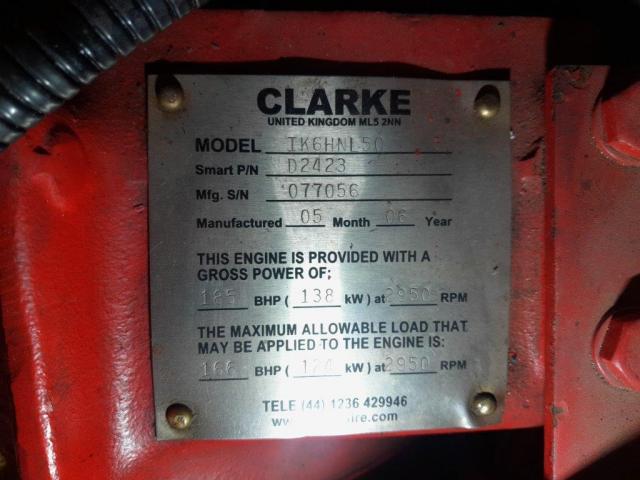 CLARKE
UNITED KINGDOM ML5 2NN
MODEL IK6HNL50
Smart P/N D2423
Mfg. S/N 077056
Manufactured 05 Month 06 Year
THIS ENGINE IS PROVIDED WITH A
GROSS POWER OF;
185 BHP ( 138 kW ) at 2950 RPM
THE MAXIMUM ALLOWABLE LOAD THAT
MAY BE APPLIED TO THE ENGINE IS:
166 BHP ( 124 kW ) at 2950 RPM
TELE (44) 1236 429946